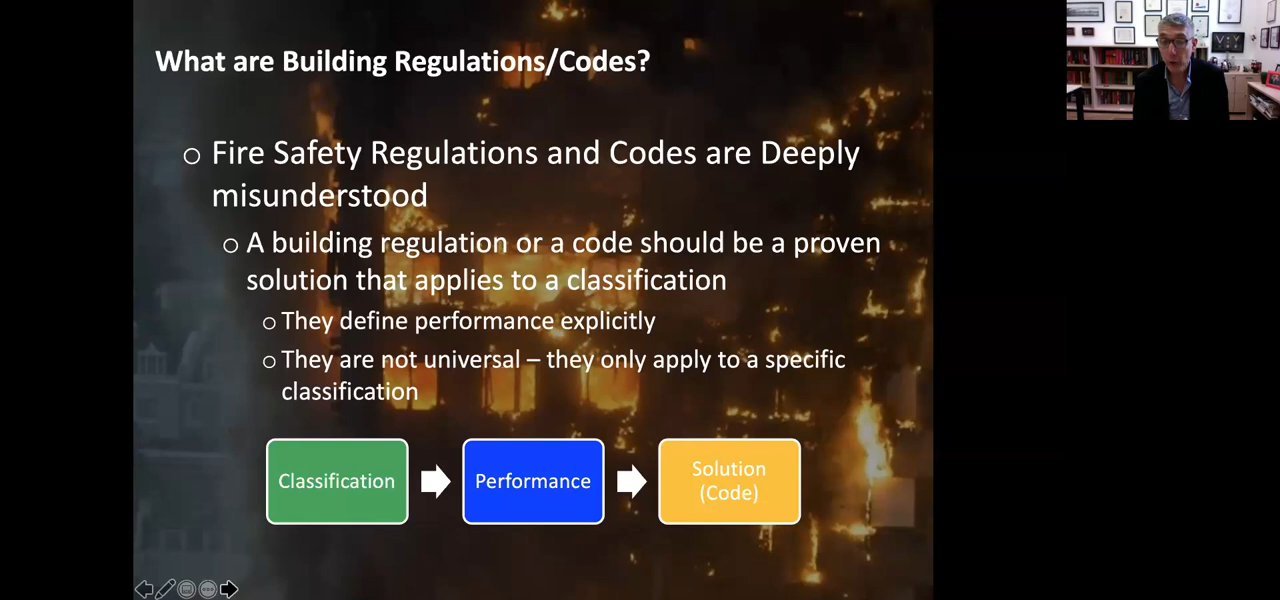 What are Building Regulations/Codes?
○ Fire Safety Regulations and Codes are Deeply
misunderstood
○ A building regulation or a code should be a proven
solution that applies to a classification
○ They define performance explicitly
○ They are not universal – they only apply to a specific
classification
Classification
Performance
Solution
(Code)